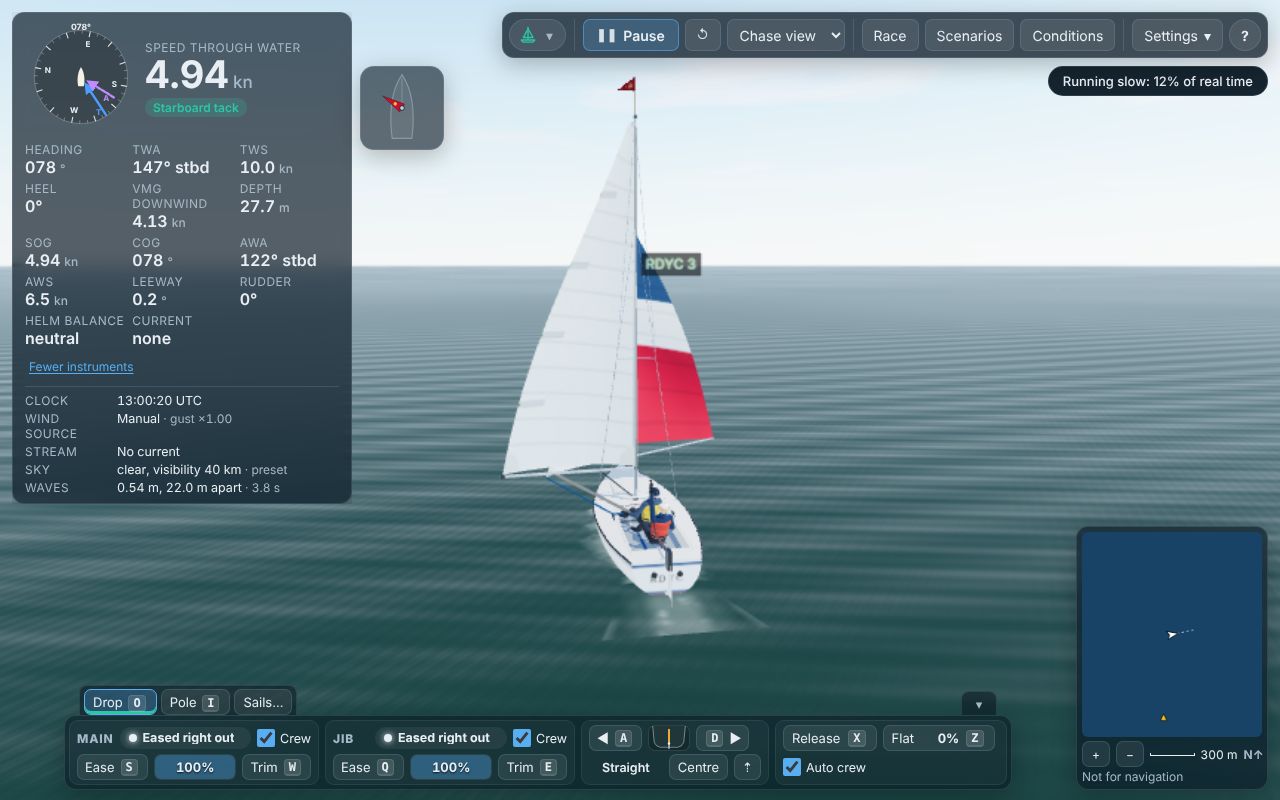 078°
E
N
S
W
A
SPEED THROUGH WATER
4.94 kn
Starboard tack
HEADING
078 °
TWA
147° stbd
TWS
10.0 kn
HEEL
0°
VMG
DOWNWIND
4.13 kn
DEPTH
27.7 m
SOG
4.94 kn
COG
078 °
AWA
122° stbd
AWS
6.5 kn
LEEWAY
0.2 °
RUDDER
0°
HELM BALANCE
neutral
CURRENT
none
Fewer instruments
CLOCK 13:00:20 UTC
WIND
SOURCE
Manual · gust ×1.00
STREAM No current
SKY clear, visibility 40 km · preset
WAVES 0.54 m, 22.0 m apart · 3.8 s
Pause
Chase view
Race
Scenarios
Conditions
Settings ▾
?
Running slow: 12% of real time
RDYC 3
Drop O
Pole I
Sails...
MAIN
Eased right out
Crew
Ease S
100%
Trim W
JIB
Eased right out
Crew
Ease Q
100%
Trim E
◀ A
D ▶
Straight
Centre
↑
Release X
Flat 0% Z
Auto crew
▾
+
−
300 m N↑
Not for navigation